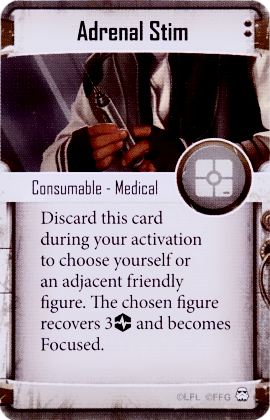 Adrenal Stim
Consumable - Medical
Discard this card
during your activation
to choose yourself or
an adjacent friendly
figure. The chosen figure
recovers 3 and becomes
Focused.
©LFL ©FFG